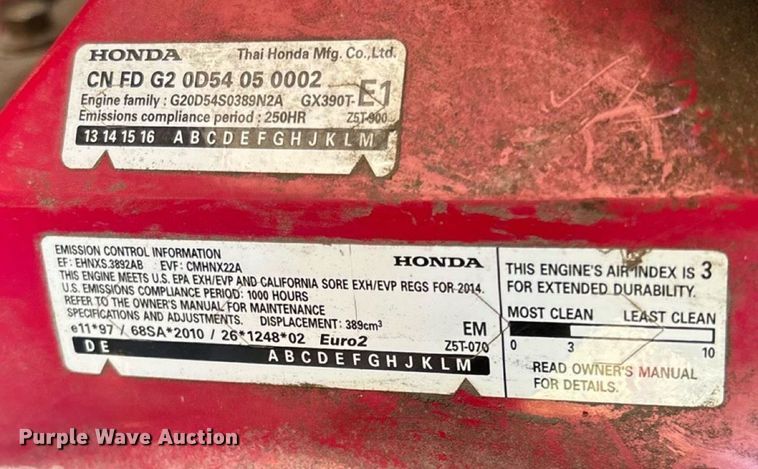 HONDA Thai Honda Mfg. Co., Ltd.
CN FD G2 0D54 05 0002
Engine family : G20D54S0389N2A GX390T- E1
Emissions compliance period : 250HR Z5T-900
13 14 15 16 A B C D E F G H J K L M
EMISSION CONTROL INFORMATION HONDA
EF: EHNXS.3892AB EVF: CMHNX22A
THIS ENGINE MEETS U.S. EPA EXH/EVP AND CALIFORNIA SORE EXH/EVP REGS FOR 2014.
U.S. EMISSIONS COMPLIANCE PERIOD: 1000 HOURS
REFER TO THE OWNER'S MANUAL FOR MAINTENANCE
SPECIFICATIONS AND ADJUSTMENTS. DISPLACEMENT: 389cm³ EM
e11*97 / 68SA*2010 / 26*1248*02 Euro2 Z5T-070
D E A B C D E F G H J K L M
THIS ENGINE'S AIR INDEX IS 3
FOR EXTENDED DURABILITY.
MOST CLEAN LEAST CLEAN
0 3 10
READ OWNER'S MANUAL
FOR DETAILS.
Purple Wave Auction